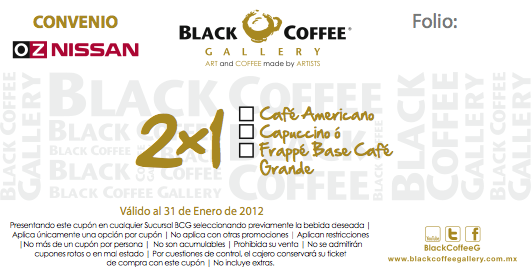 CONVENIO
OZ NISSAN
BLACK COFFEE
GALLERY
ART and COFFEE made by ARTISTS
Folio:
2x1
Café Americano
Capuccino ó
Frappé Base Café
Grande
Válido al 31 de Enero de 2012
Presentando este cupón en cualquier Sucursal BCG seleccionando previamente la bebida deseada |
Aplica únicamente una opción por cupón | No aplica con otras promociones | Aplican restricciones
| No más de un cupón por persona | No son acumulables | Prohibida su venta | No se admitirán
cupones rotos o en mal estado | Por cuestiones de control, el cajero conservará su ticket
de compra con este cupón | No incluye extras.
BlackCoffeeG
www.blackcoffeegallery.com.mx